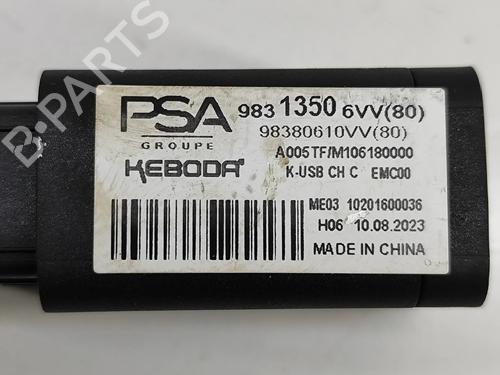 PSA
GROUPE
983 1350 6VV(80)
98380610VV(80)
A005TF/M106180000
KEBODA
K-USB CH C EMC00
ME03 10201600036
H06 10.08.2023
MADE IN CHINA
B-PARTS